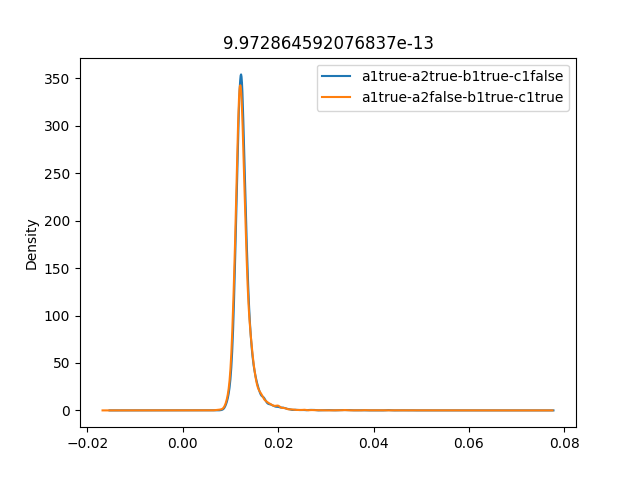 9.972864592076837e-13
a1true-a2true-b1true-c1false
a1true-a2false-b1true-c1true
Density
350
300
250
200
150
100
50
0
−0.02 0.00 0.02 0.04 0.06 0.08